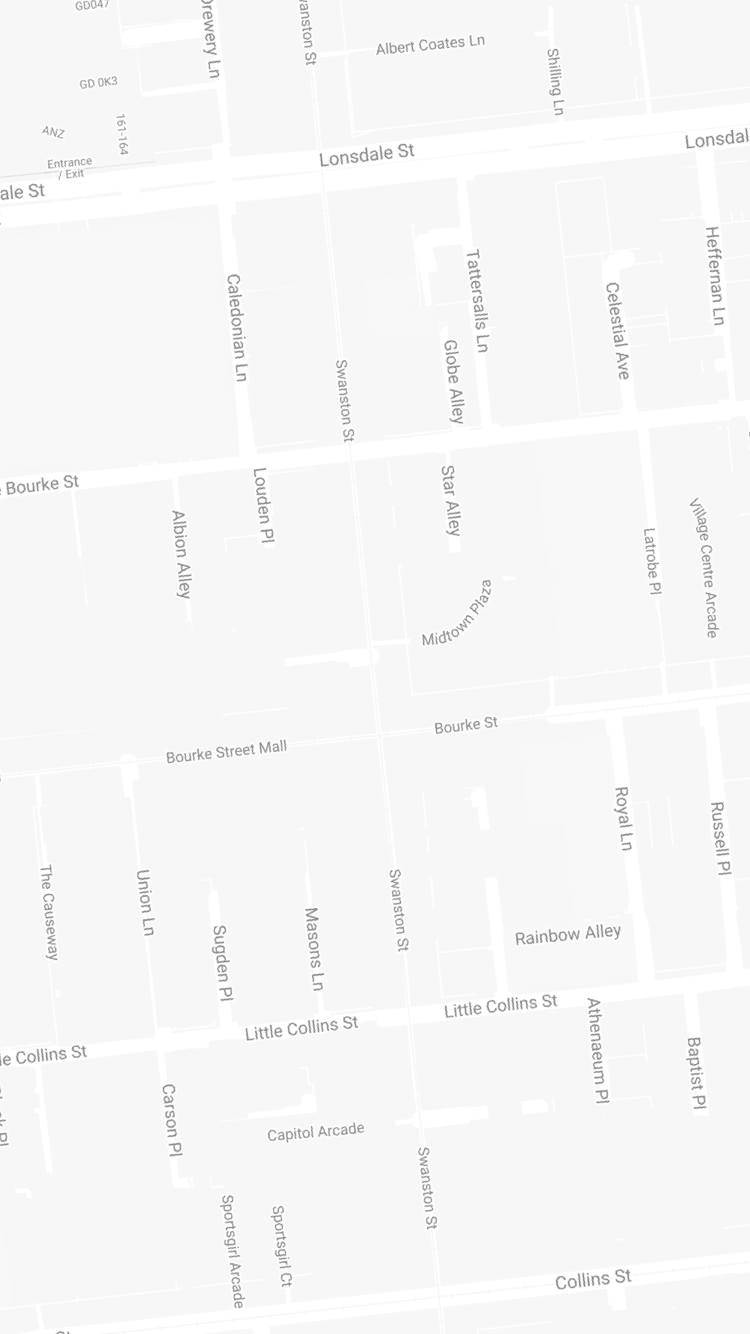 GD047
Drewery Ln
wanston St
Albert Coates Ln
Shilling Ln
GD 0K3
ANZ
161-164
Entrance
/ Exit
ale St
Lonsdale St
Lonsdal
Heffernan Ln
Tattersalls Ln
Caledonian Ln
Celestial Ave
Globe Alley
Swanston St
Bourke St
Louden Pl
Star Alley
Albion Alley
Latrobe Pl
Village Centre Arcade
Midtown Plaza
Bourke Street Mall
Bourke St
Royal Ln
Russell Pl
The Causeway
Union Ln
Swanston St
Sugden Pl
Masons Ln
Rainbow Alley
le Collins St
Little Collins St
Little Collins St
Athenaeum Pl
Baptist Pl
Carson Pl
Capitol Arcade
Swanston St
Sportsgirl Arcade
Sportsgirl Ct
Collins St